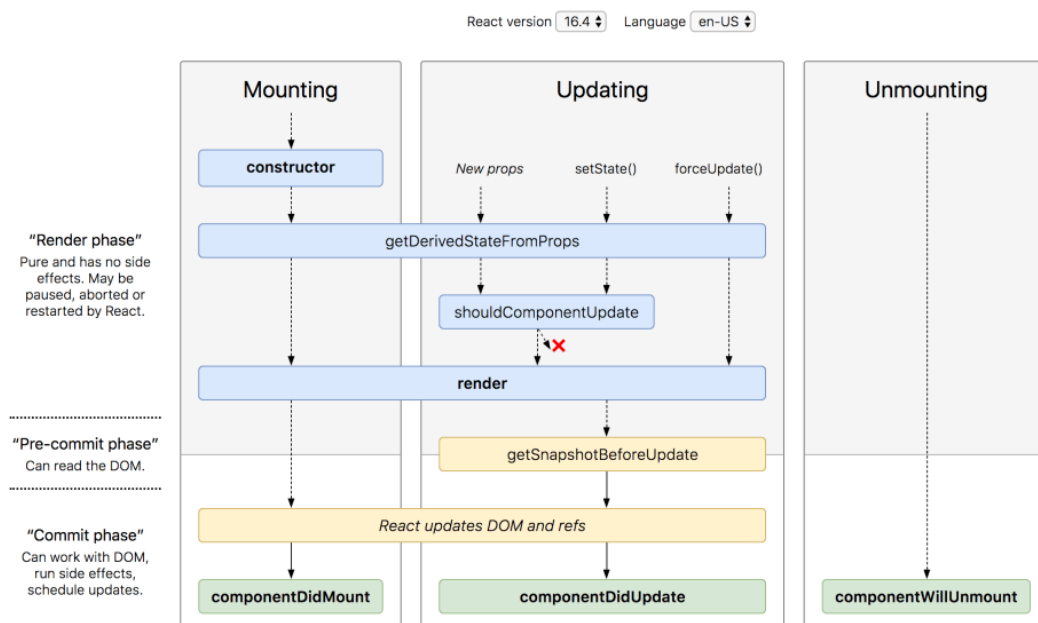 React version 16.4 Language en-US
Mounting
Updating
Unmounting
constructor
New props
setState()
forceUpdate()
“Render phase”
Pure and has no side
effects. May be
paused, aborted or
restarted by React.
getDerivedStateFromProps
shouldComponentUpdate
render
“Pre-commit phase”
Can read the DOM.
getSnapshotBeforeUpdate
“Commit phase”
Can work with DOM,
run side effects,
schedule updates.
React updates DOM and refs
componentDidMount
componentDidUpdate
componentWillUnmount